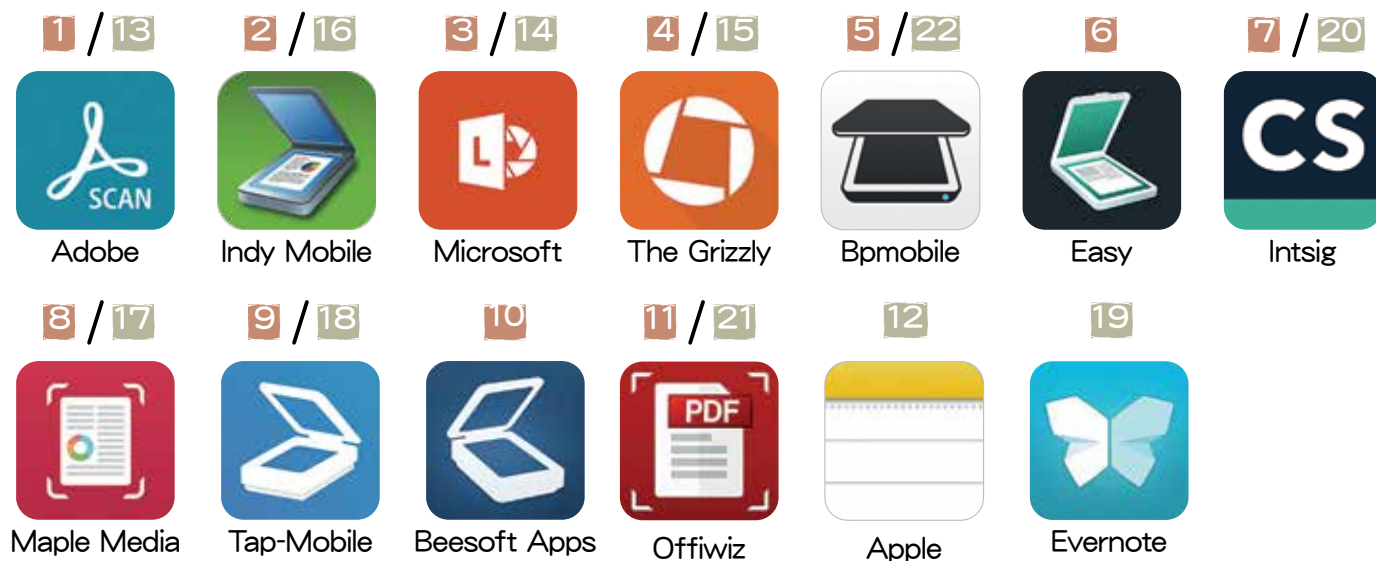 1 / 13 2 / 16 3 / 14 4 / 15 5 / 22 6 7 / 20
SCAN L CS
Adobe Indy Mobile Microsoft The Grizzly Bpmobile Easy Intsig
8 / 17 9 / 18 10 11 / 21 12 19
PDF
Maple Media Tap-Mobile Beesoft Apps Offiwiz Apple Evernote